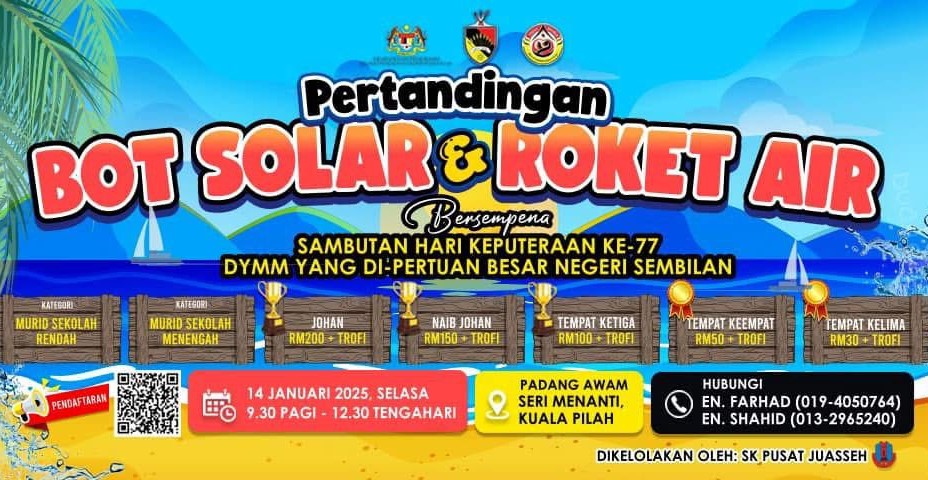 Pertandingan
BOT SOLAR & ROKET AIR
Bersempena
SAMBUTAN HARI KEPUTERAAN KE-77
DYMM YANG DI-PERTUAN BESAR NEGERI SEMBILAN
KATEGORI
MURID SEKOLAH
RENDAH
KATEGORI
MURID SEKOLAH
MENENGAH
JOHAN
RM200 + TROFI
NAIB JOHAN
RM150 + TROFI
TEMPAT KETIGA
RM100 + TROFI
TEMPAT KEEMPAT
RM50 + TROFI
TEMPAT KELIMA
RM30 + TROFI
PENDAFTARAN
14 JANUARI 2025, SELASA
9.30 PAGI - 12.30 TENGAHARI
PADANG AWAM
SERI MENANTI,
KUALA PILAH
HUBUNGI
EN. FARHAD (019-4050764)
EN. SHAHID (013-2965240)
DIKELOLAKAN OLEH: SK PUSAT JUASSEH